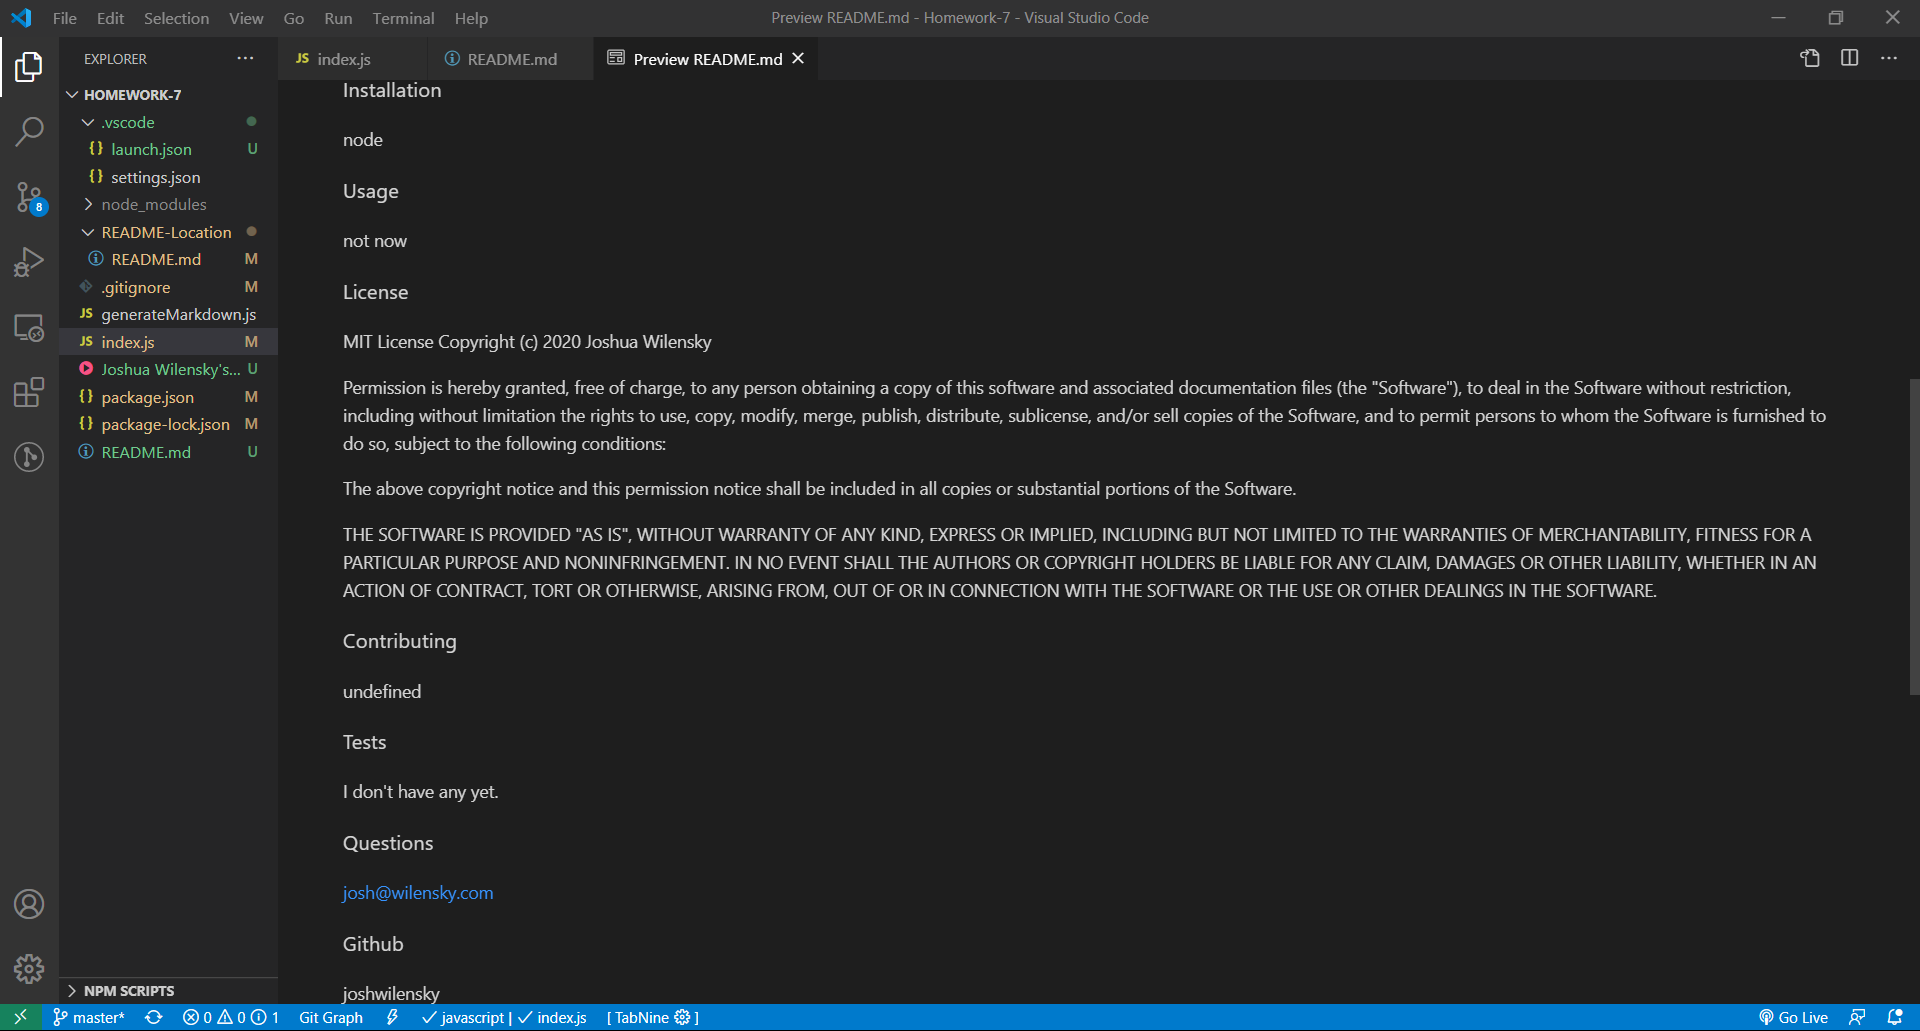 File Edit Selection View Go Run Terminal Help
Preview README.md - Homework-7 - Visual Studio Code
EXPLORER
HOMEWORK-7
.vscode
{} launch.json U
{} settings.json
node_modules
README-Location
README.md M
.gitignore M
JS generateMarkdown.js
JS index.js M
Joshua Wilensky's... U
{} package.json M
{} package-lock.json M
README.md U
NPM SCRIPTS
8
JS index.js
README.md
Preview README.md
Installation
node
Usage
not now
License
MIT License Copyright (c) 2020 Joshua Wilensky
Permission is hereby granted, free of charge, to any person obtaining a copy of this software and associated documentation files (the "Software"), to deal in the Software without restriction,
including without limitation the rights to use, copy, modify, merge, publish, distribute, sublicense, and/or sell copies of the Software, and to permit persons to whom the Software is furnished to
do so, subject to the following conditions:
The above copyright notice and this permission notice shall be included in all copies or substantial portions of the Software.
THE SOFTWARE IS PROVIDED "AS IS", WITHOUT WARRANTY OF ANY KIND, EXPRESS OR IMPLIED, INCLUDING BUT NOT LIMITED TO THE WARRANTIES OF MERCHANTABILITY, FITNESS FOR A
PARTICULAR PURPOSE AND NONINFRINGEMENT. IN NO EVENT SHALL THE AUTHORS OR COPYRIGHT HOLDERS BE LIABLE FOR ANY CLAIM, DAMAGES OR OTHER LIABILITY, WHETHER IN AN
ACTION OF CONTRACT, TORT OR OTHERWISE, ARISING FROM, OUT OF OR IN CONNECTION WITH THE SOFTWARE OR THE USE OR OTHER DEALINGS IN THE SOFTWARE.
Contributing
undefined
Tests
I don't have any yet.
Questions
josh@wilensky.com
Github
joshwilensky
master* 0 0 1 Git Graph javascript | index.js [ TabNine ] Go Live